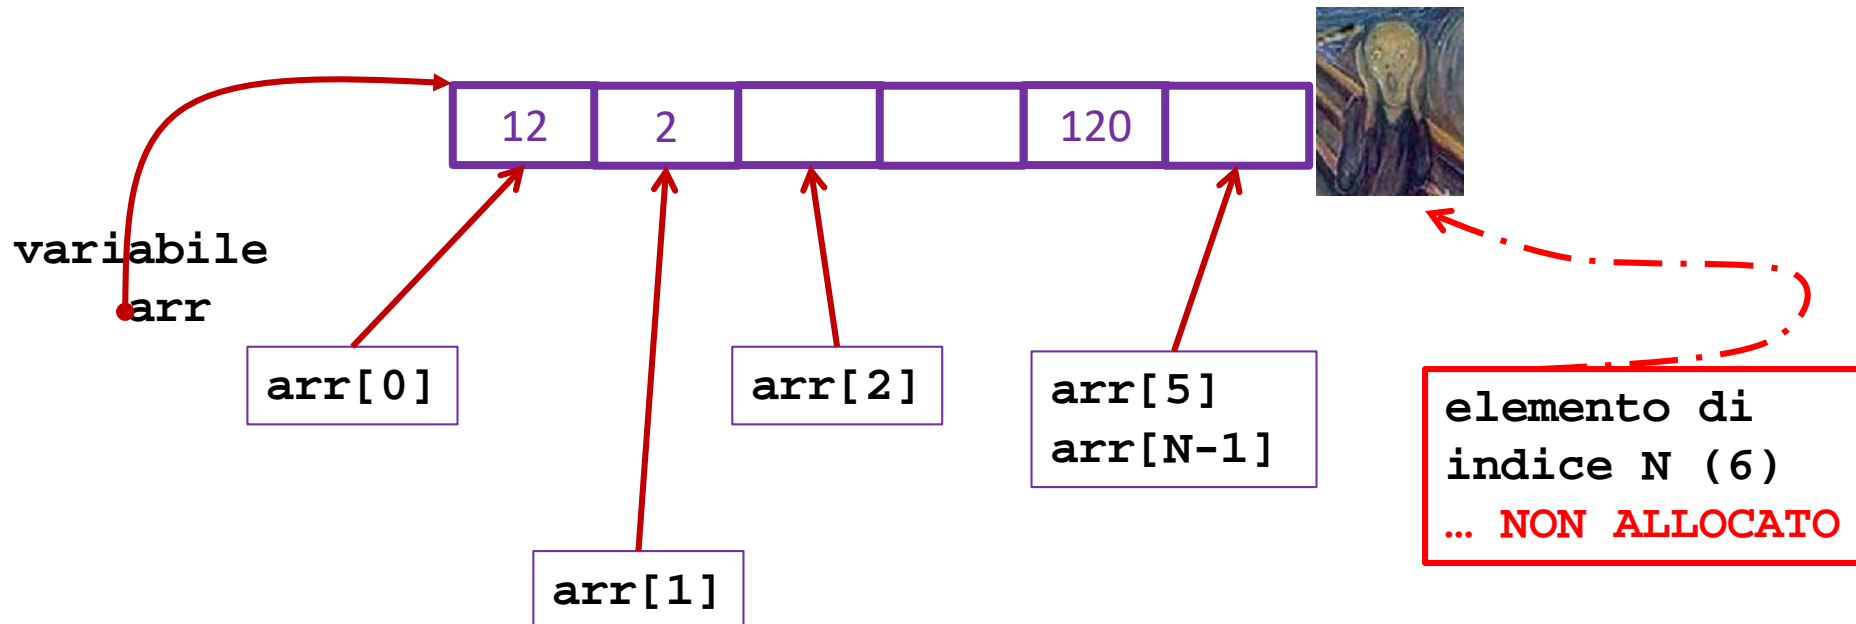 12 2 120
variabile
arr
arr[0]
arr[2]
arr[5]
arr[N-1]
elemento di
indice N (6)
… NON ALLOCATO
arr[1]